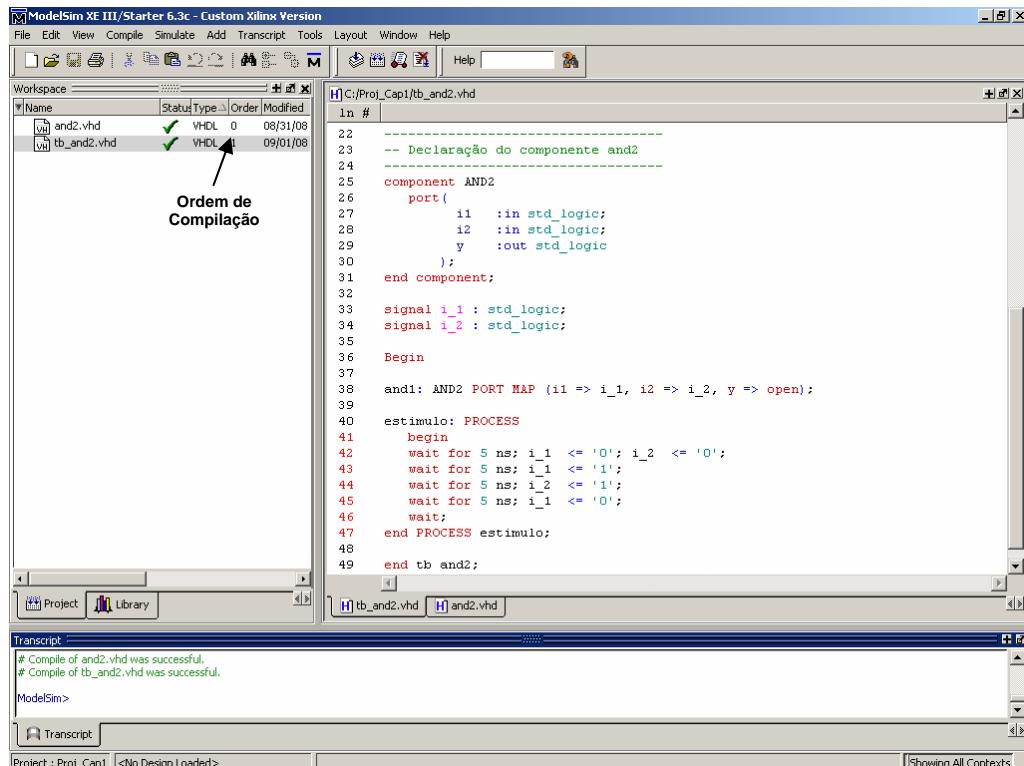 ModelSim XE III/Starter 6.3c - Custom Xilinx Version
File Edit View Compile Simulate Add Transcript Tools Layout Window Help
Help
Workspace
Name Status Type Order Modified
and2.vhd VHDL 0 08/31/08
tb_and2.vhd VHDL 1 09/01/08
Ordem de
Compilação
Project Library
C:/Proj_Cap1/tb_and2.vhd
ln #
22 -----------------------------------
23 -- Declaração do componente and2
24 -----------------------------------
25 component AND2
26 port(
27 i1 :in std_logic;
28 i2 :in std_logic;
29 y :out std_logic
30 );
31 end component;
32
33 signal i_1 : std_logic;
34 signal i_2 : std_logic;
35
36 Begin
37
38 and1: AND2 PORT MAP (i1 => i_1, i2 => i_2, y => open);
39
40 estimulo: PROCESS
41 begin
42 wait for 5 ns; i_1 <= '0'; i_2 <= '0';
43 wait for 5 ns; i_1 <= '1';
44 wait for 5 ns; i_2 <= '1';
45 wait for 5 ns; i_1 <= '0';
46 wait;
47 end PROCESS estimulo;
48
49 end tb_and2;
tb_and2.vhd and2.vhd
Transcript
# Compile of and2.vhd was successful.
# Compile of tb_and2.vhd was successful.
ModelSim>
Transcript
Project : Proj_Cap1 <No Design Loaded> Showing All Contexts